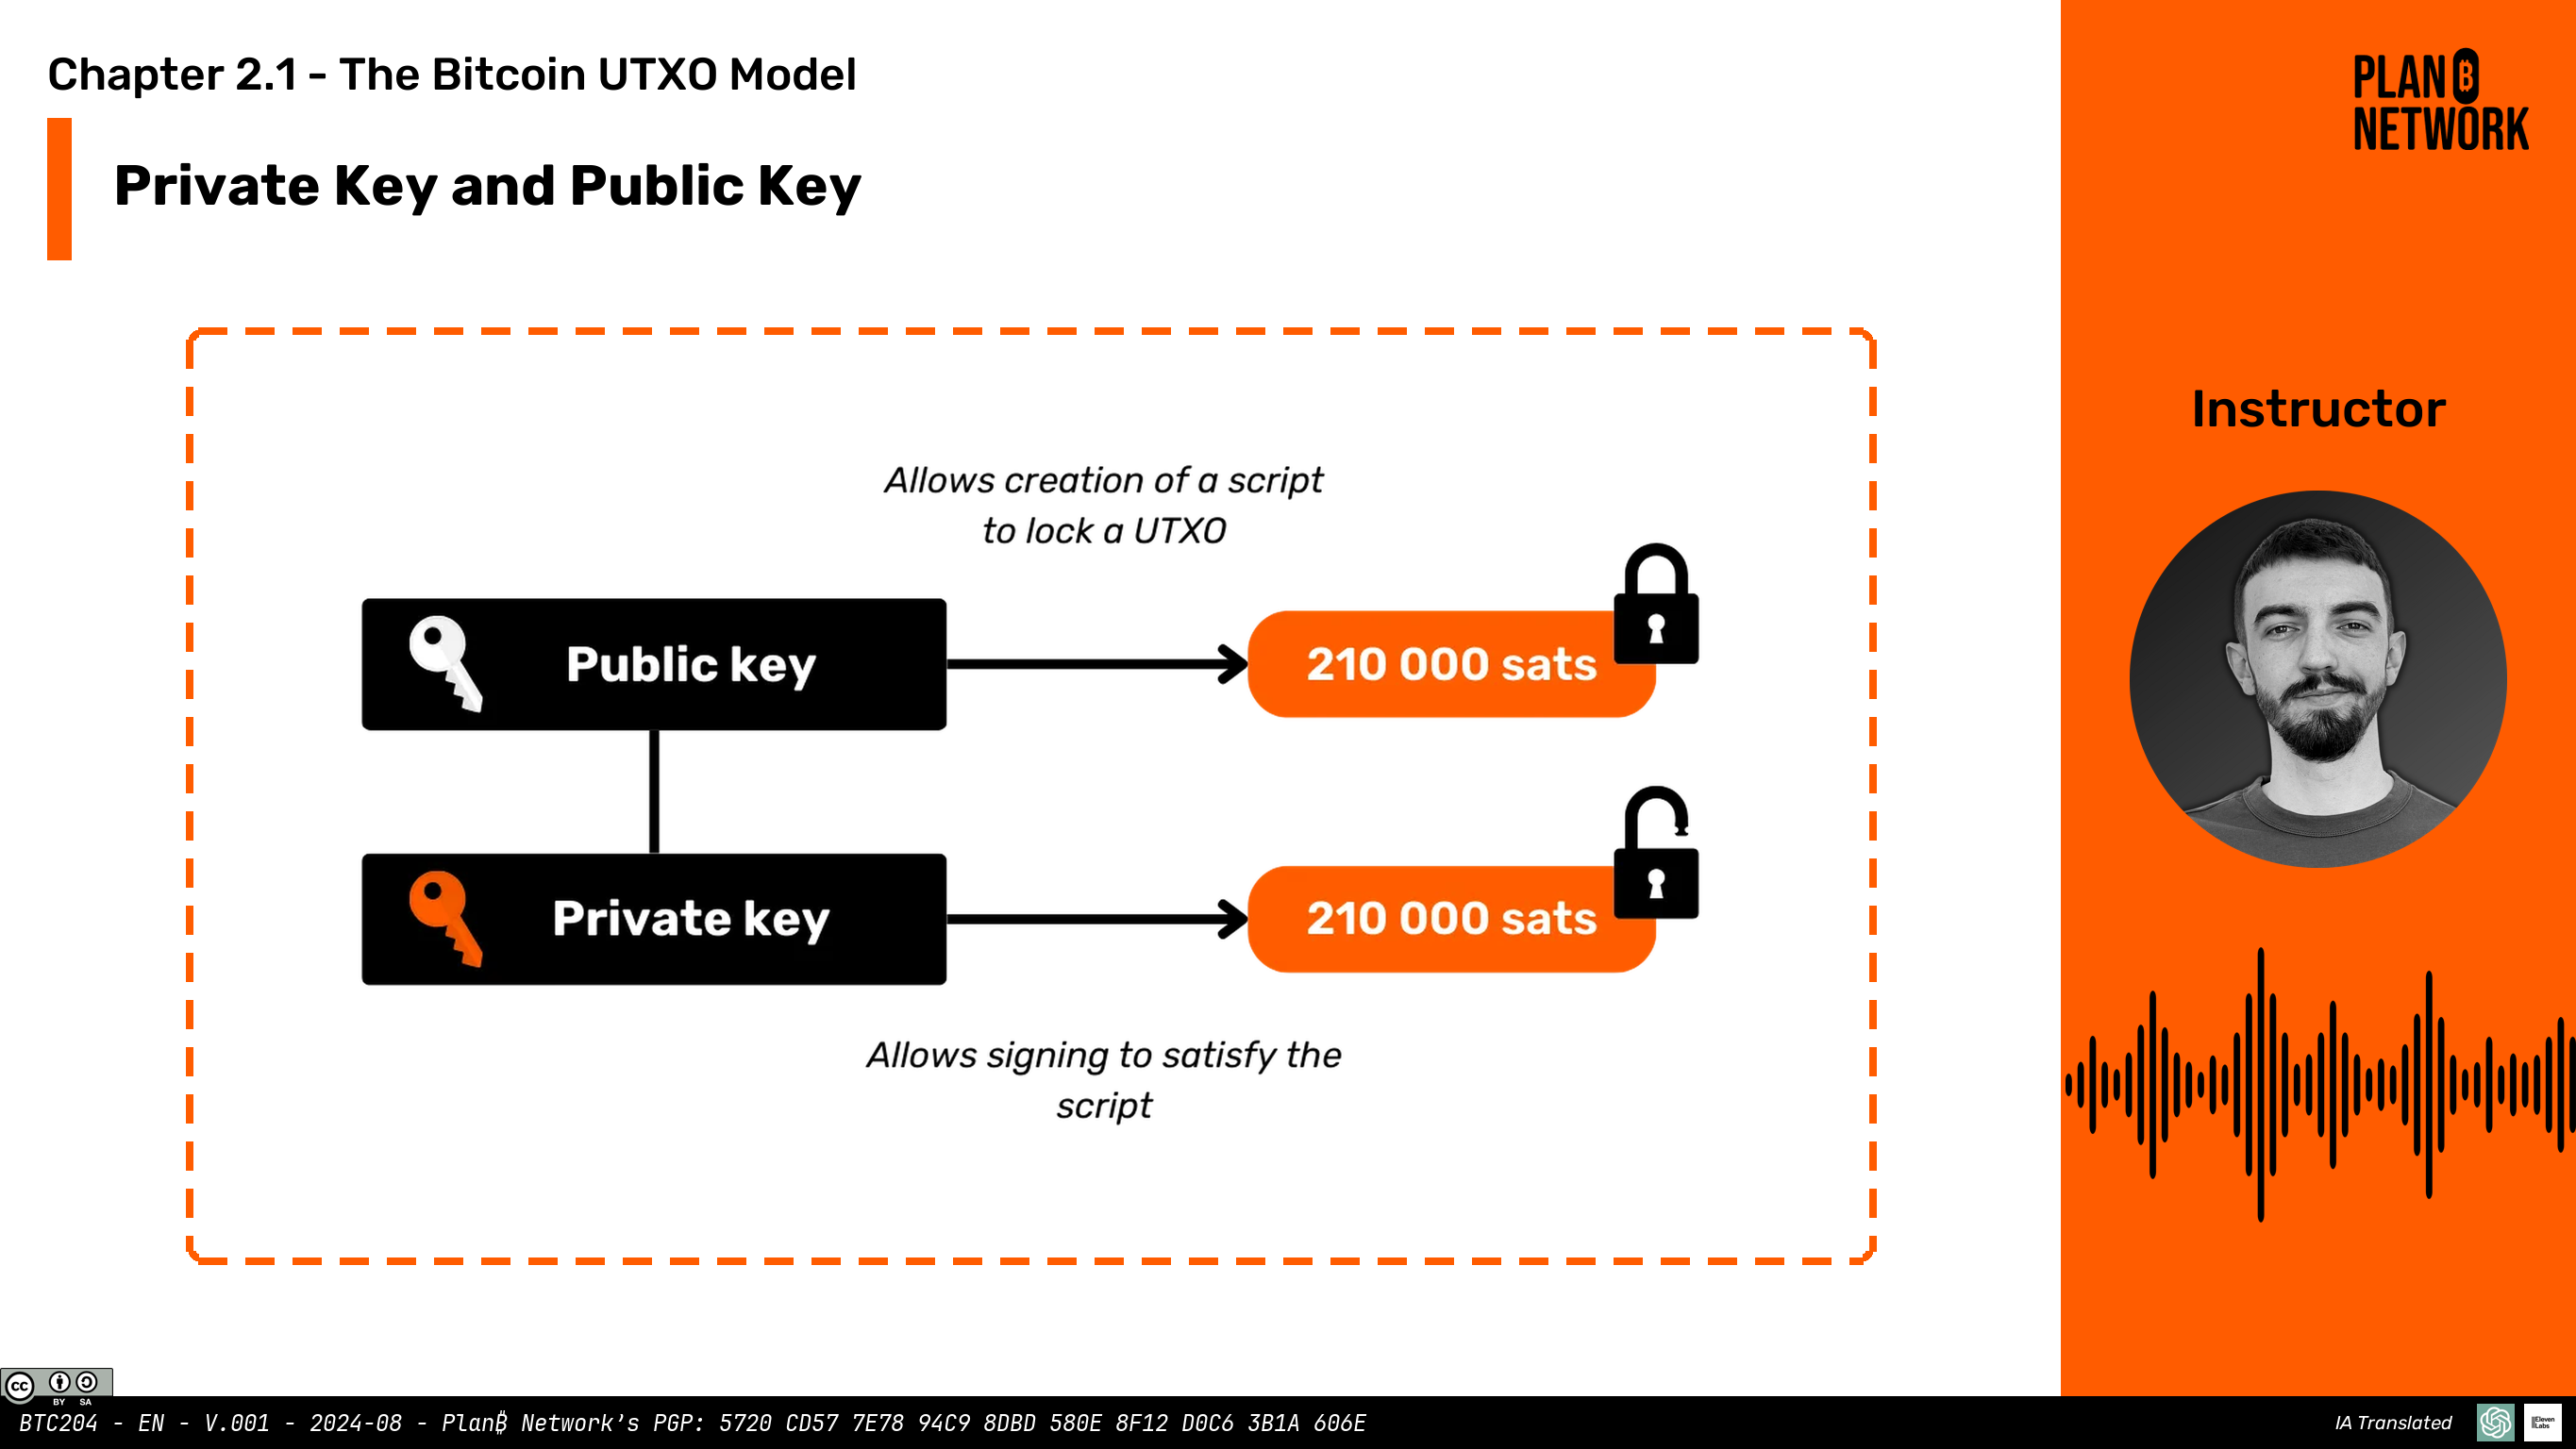 Chapter 2.1 - The Bitcoin UTXO Model
Private Key and Public Key
Allows creation of a script
to lock a UTXO
Public key
210 000 sats
Private key
210 000 sats
Allows signing to satisfy the
script
PLAN ₿
NETWORK
Instructor
cc
BY SA
BTC204 - EN - V.001 - 2024-08 - Plan₿ Network's PGP: 5720 CD57 7E78 94C9 8DBD 580E 8F12 D0C6 3B1A 606E
IA Translated
IIElevenLabs